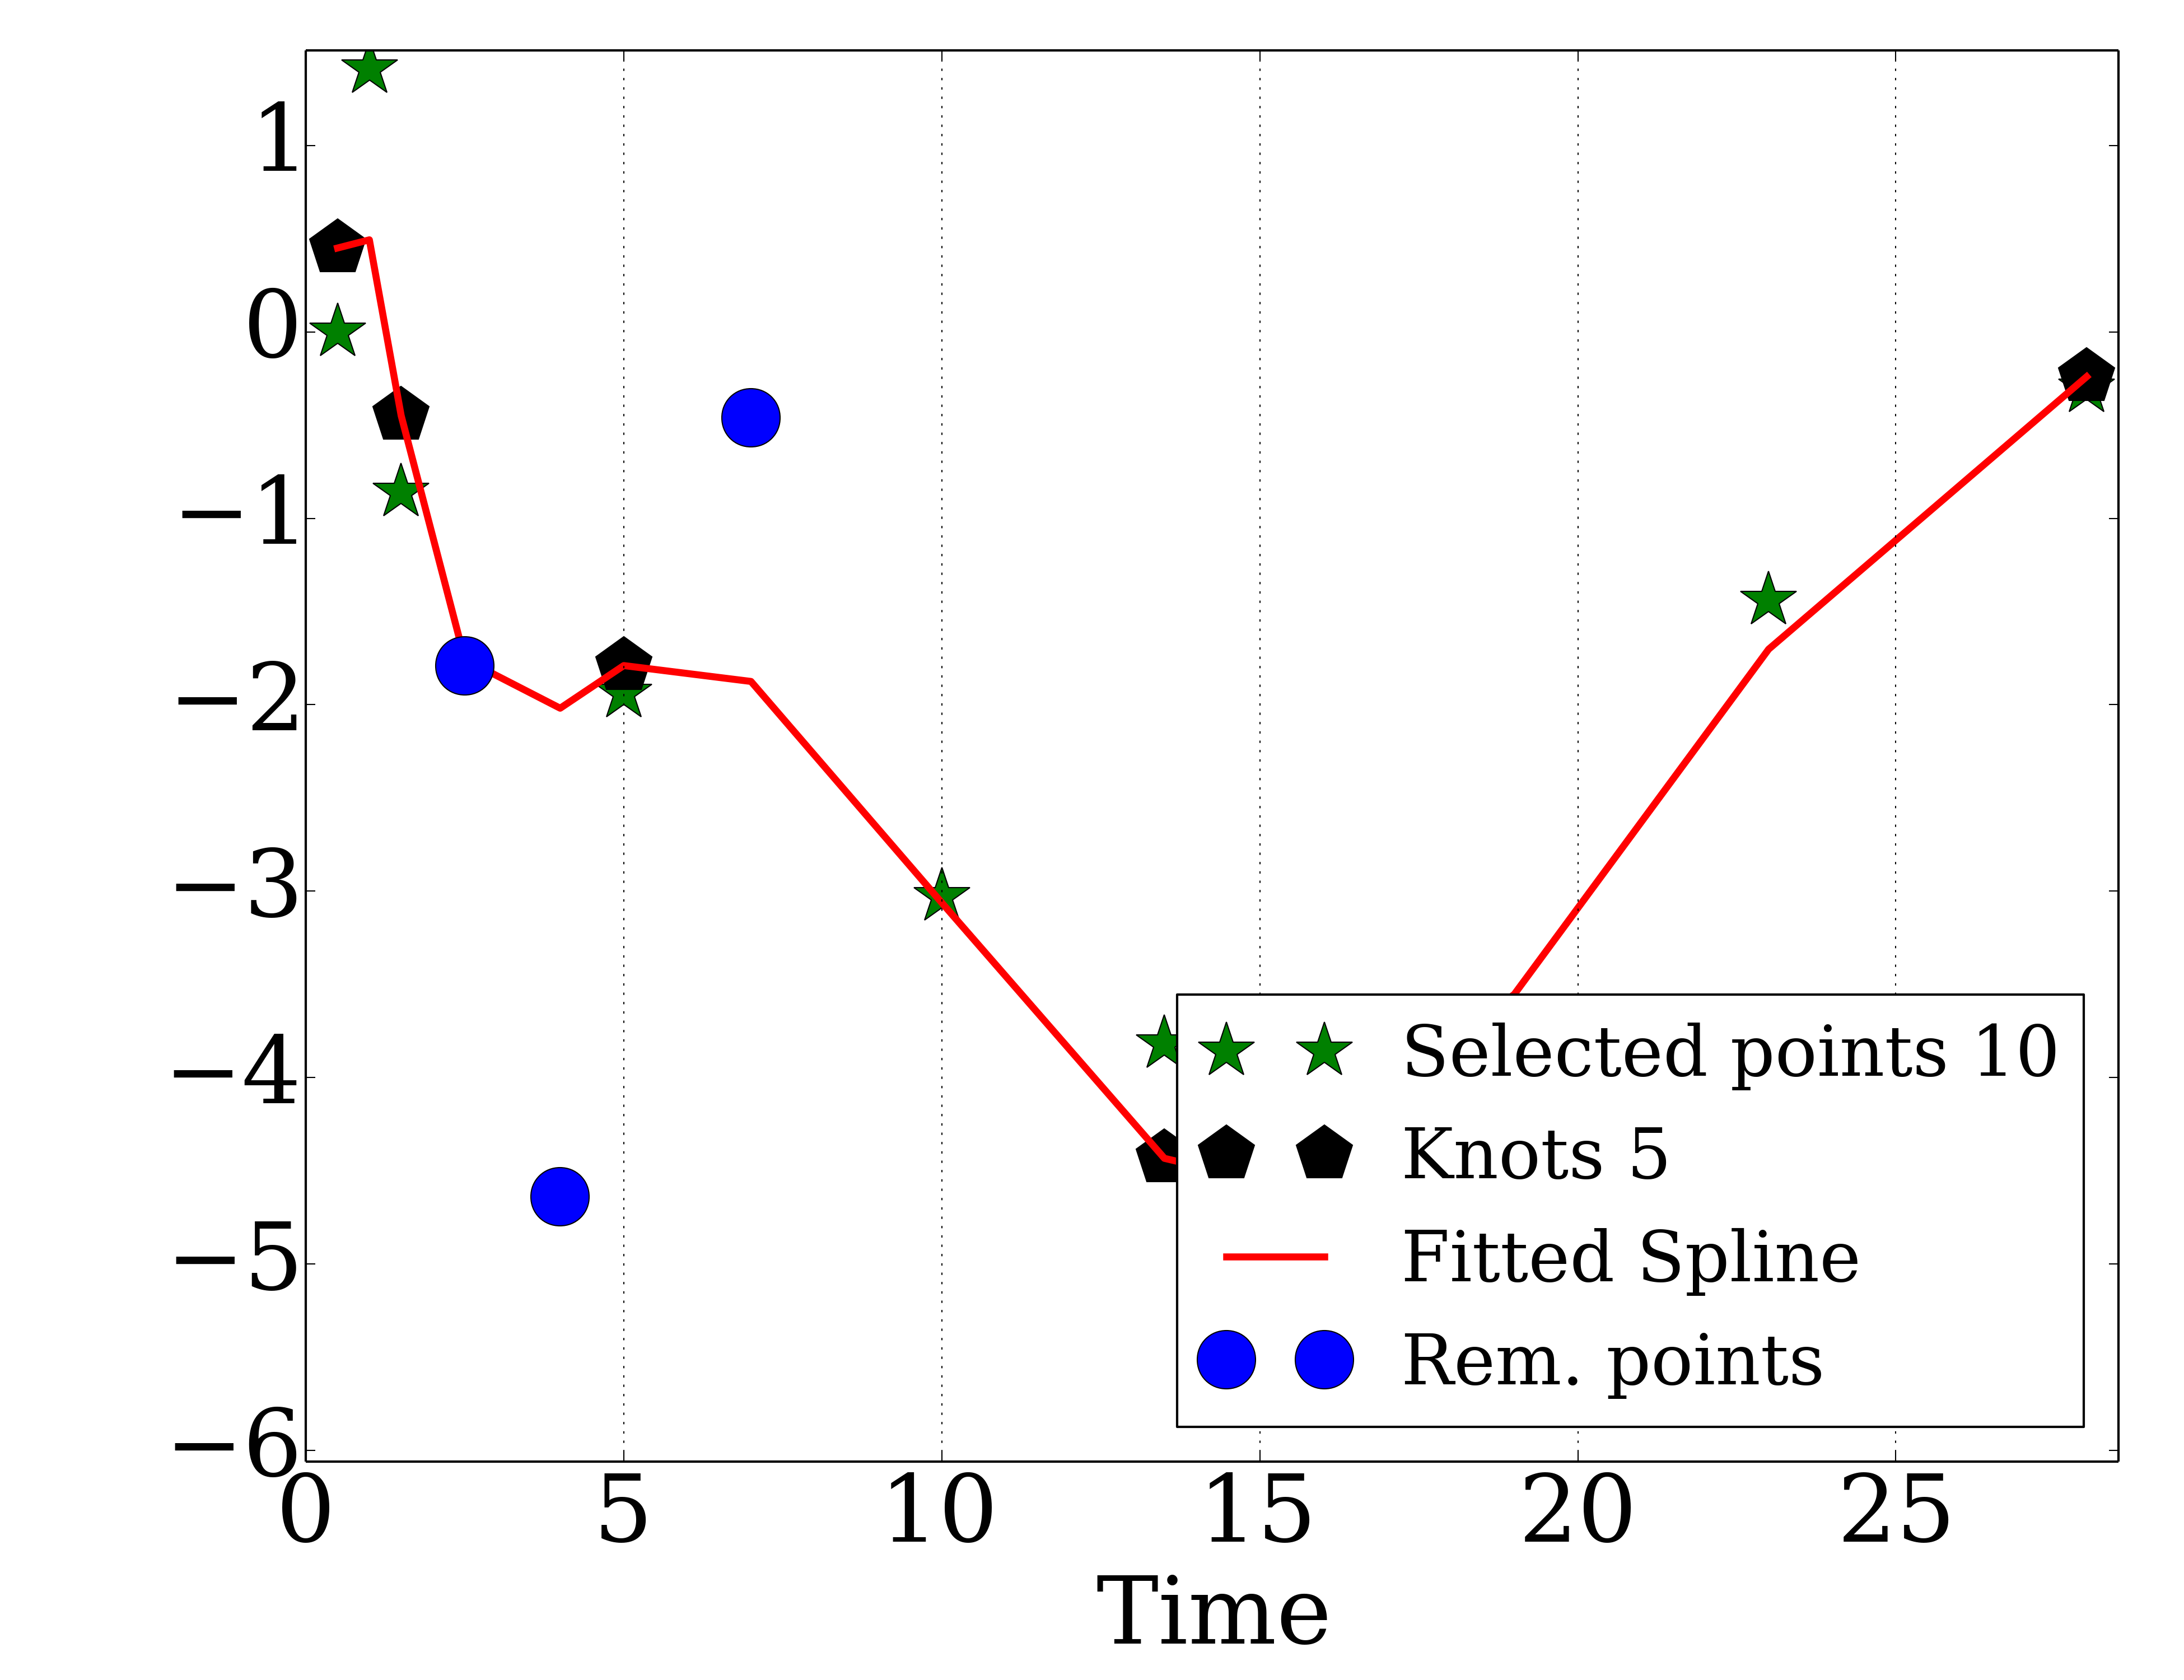 1
0
−1
−2
−3
−4
−5
−6
0 5 10 15 20 25
Time
Selected points 10
Knots 5
Fitted Spline
Rem. points